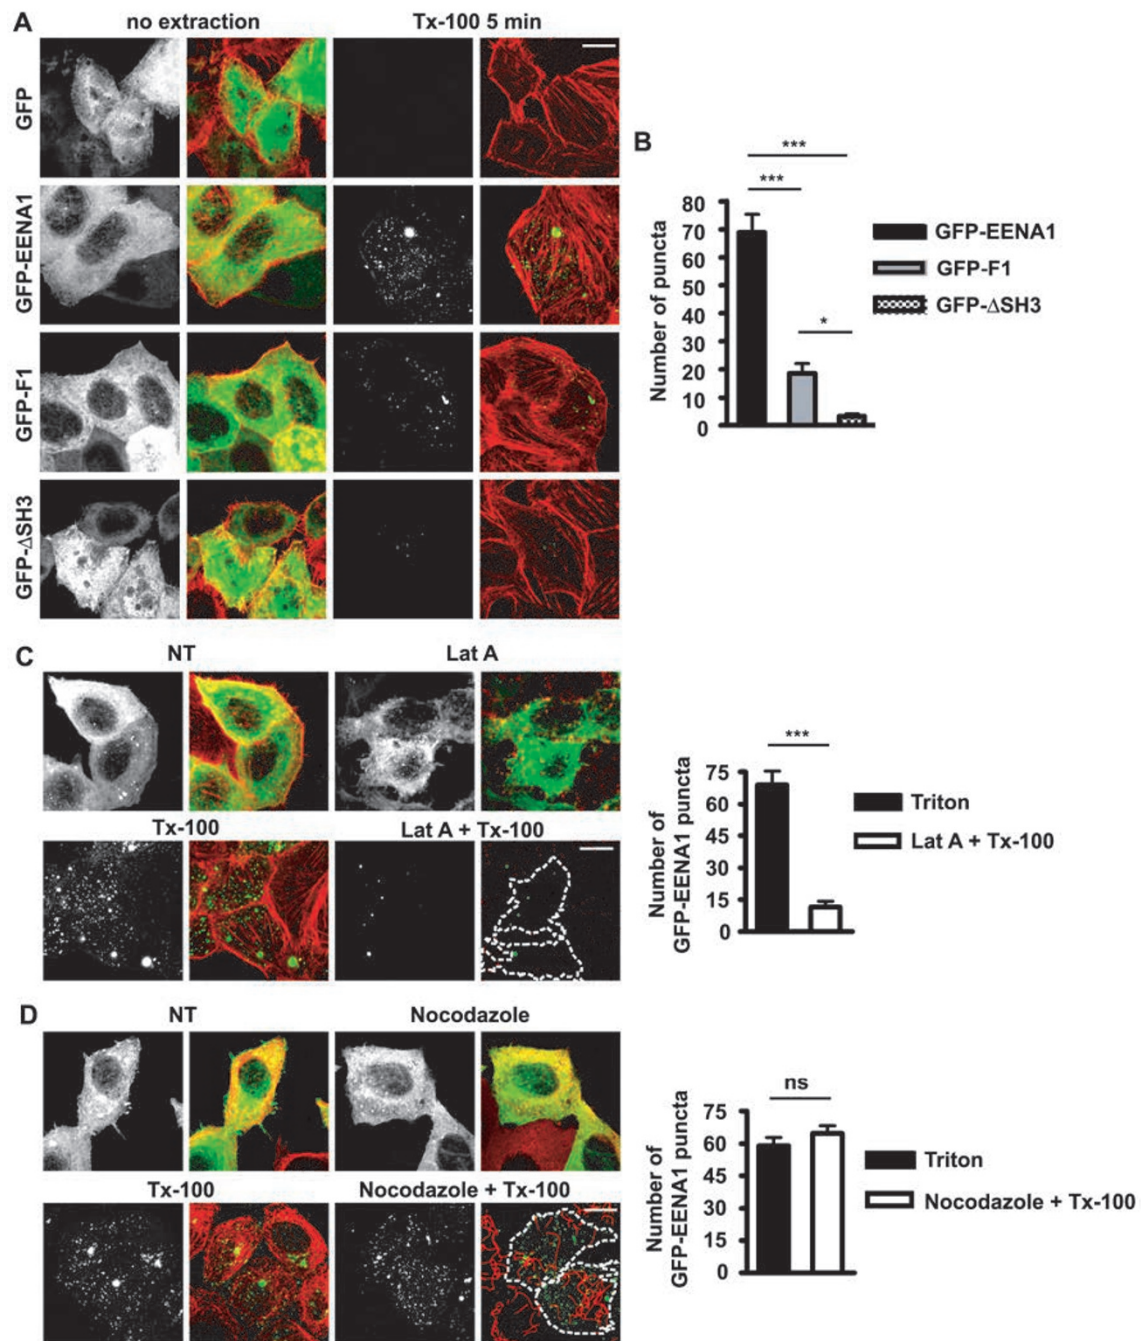 A
no extraction
Tx-100 5 min
GFP
GFP-EENA1
GFP-F1
GFP-ΔSH3
B
***
***
*
Number of puncta
80
70
60
50
40
30
20
10
0
GFP-EENA1
GFP-F1
GFP-ΔSH3
C
NT
Lat A
Tx-100
Lat A + Tx-100
***
Number of
GFP-EENA1 puncta
75
60
45
30
15
0
Triton
Lat A + Tx-100
D
NT
Nocodazole
Tx-100
Nocodazole + Tx-100
ns
Number of
GFP-EENA1 puncta
75
60
45
30
15
0
Triton
Nocodazole + Tx-100